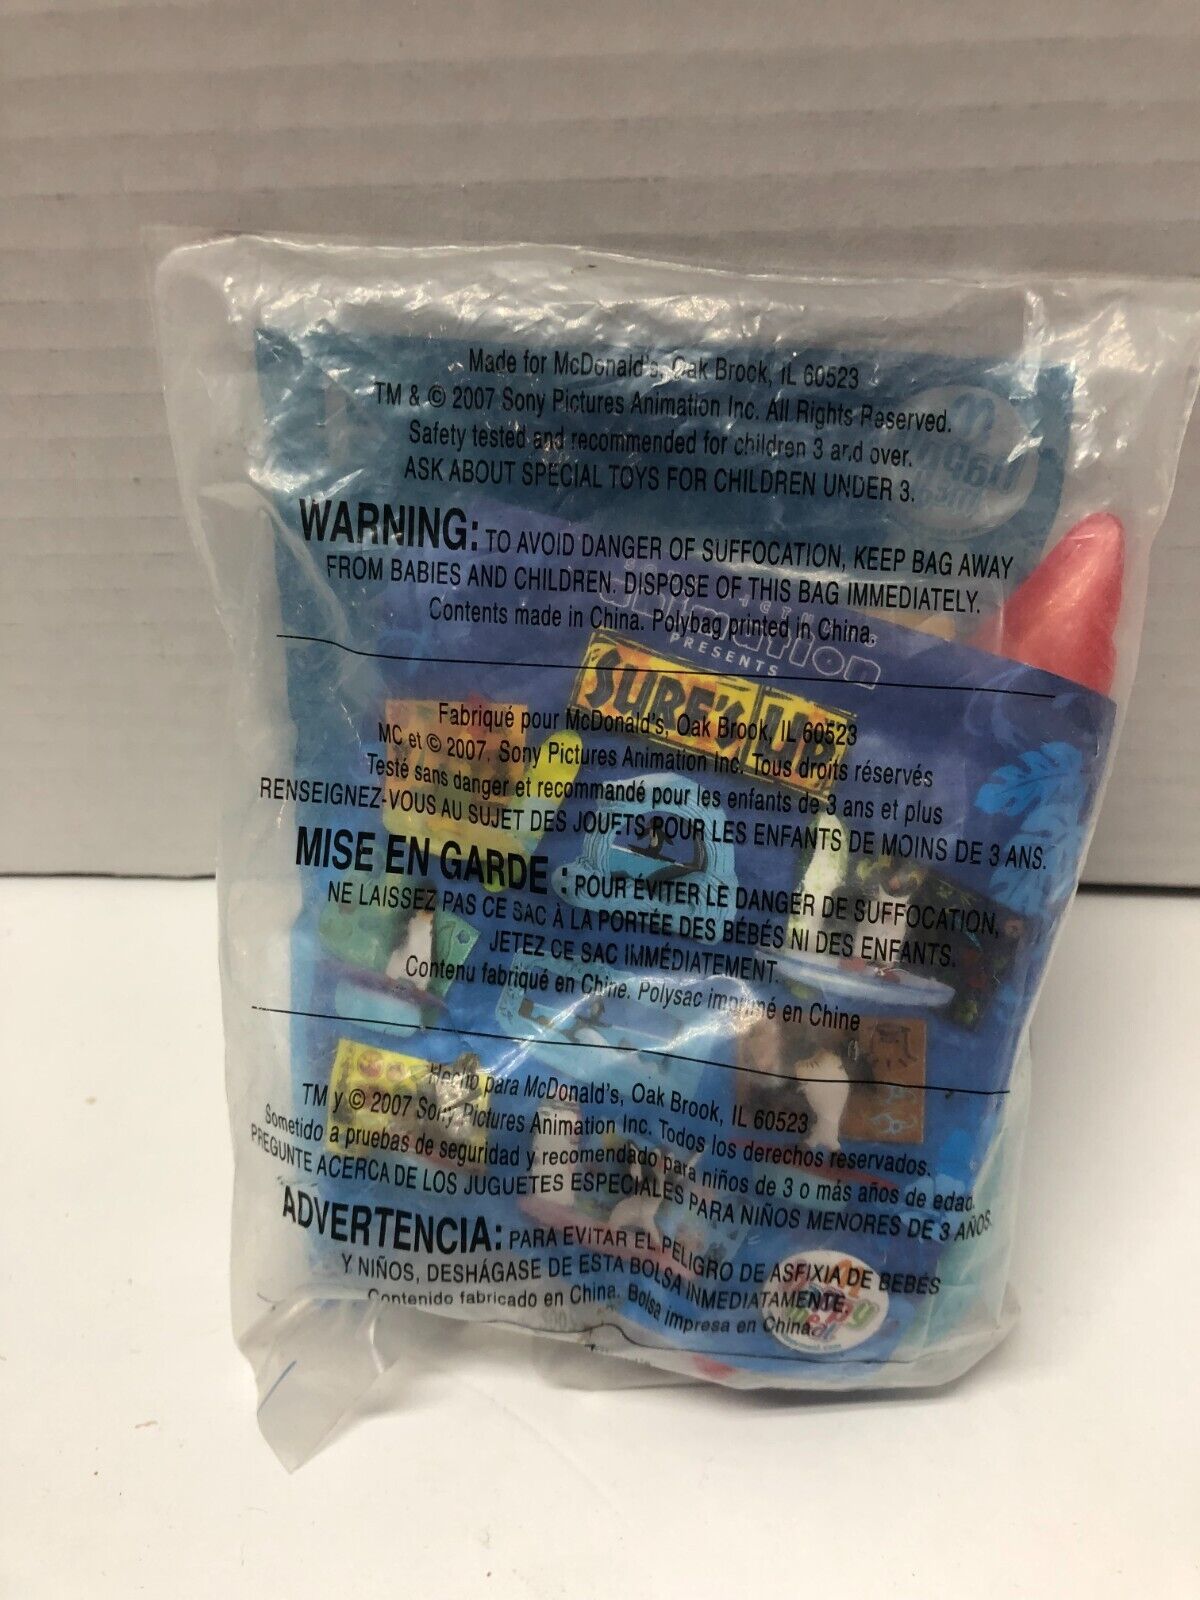 Made for McDonald's, Oak Brook, IL 60523
TM & © 2007 Sony Pictures Animation Inc. All Rights Reserved.
Safety tested and recommended for children 3 and over.
ASK ABOUT SPECIAL TOYS FOR CHILDREN UNDER 3.
WARNING: TO AVOID DANGER OF SUFFOCATION, KEEP BAG AWAY
FROM BABIES AND CHILDREN. DISPOSE OF THIS BAG IMMEDIATELY.
Contents made in China. Polybag printed in China.
animation
PRESENTS
SURF'S UP
Fabriqué pour McDonald's, Oak Brook, IL 60523
MC et © 2007 Sony Pictures Animation Inc. Tous droits réservés
Testé sans danger et recommandé pour les enfants de 3 ans et plus
RENSEIGNEZ-VOUS AU SUJET DES JOUETS POUR LES ENFANTS DE MOINS DE 3 ANS.
MISE EN GARDE : POUR ÉVITER LE DANGER DE SUFFOCATION,
NE LAISSEZ PAS CE SAC À LA PORTÉE DES BÉBÉS NI DES ENFANTS.
JETEZ CE SAC IMMÉDIATEMENT.
Contenu fabriqué en Chine. Polysac imprimé en Chine
Hecho para McDonald's, Oak Brook, IL 60523
TM y © 2007 Sony Pictures Animation Inc. Todos los derechos reservados.
Sometido a pruebas de seguridad y recomendado para niños de 3 o más años de edad.
PREGUNTE ACERCA DE LOS JUGUETES ESPECIALES PARA NIÑOS MENORES DE 3 AÑOS.
ADVERTENCIA: PARA EVITAR EL PELIGRO DE ASFIXIA DE BEBÉS
Y NIÑOS, DESHÁGASE DE ESTA BOLSA INMEDIATAMENTE.
Contenido fabricado en China. Bolsa impresa en China.
happy
meal